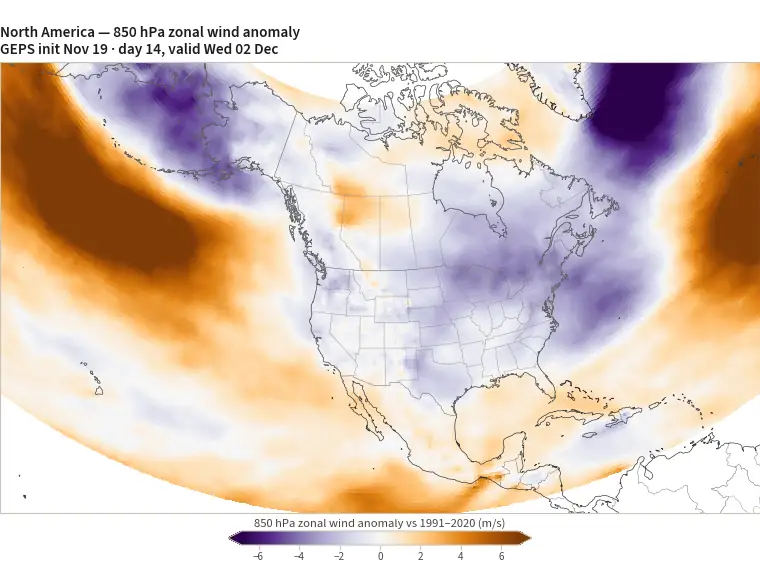 North America — 850 hPa zonal wind anomaly
GEPS init Nov 19 · day 14, valid Wed 02 Dec
850 hPa zonal wind anomaly vs 1991–2020 (m/s)
−6 −4 −2 0 2 4 6